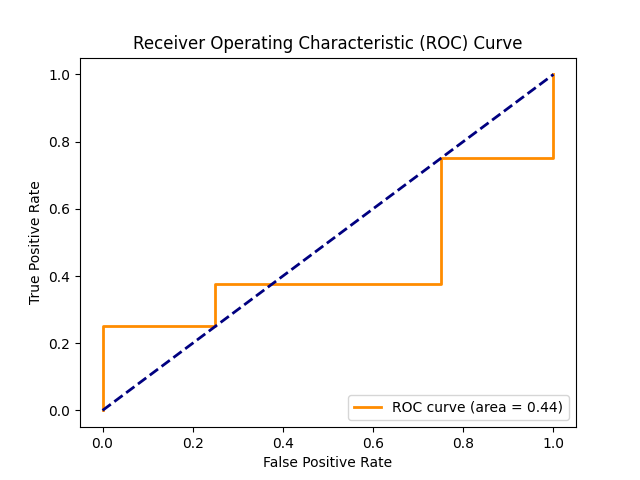 Receiver Operating Characteristic (ROC) Curve
True Positive Rate
1.0
0.8
0.6
0.4
0.2
0.0
ROC curve (area = 0.44)
0.0 0.2 0.4 0.6 0.8 1.0
False Positive Rate